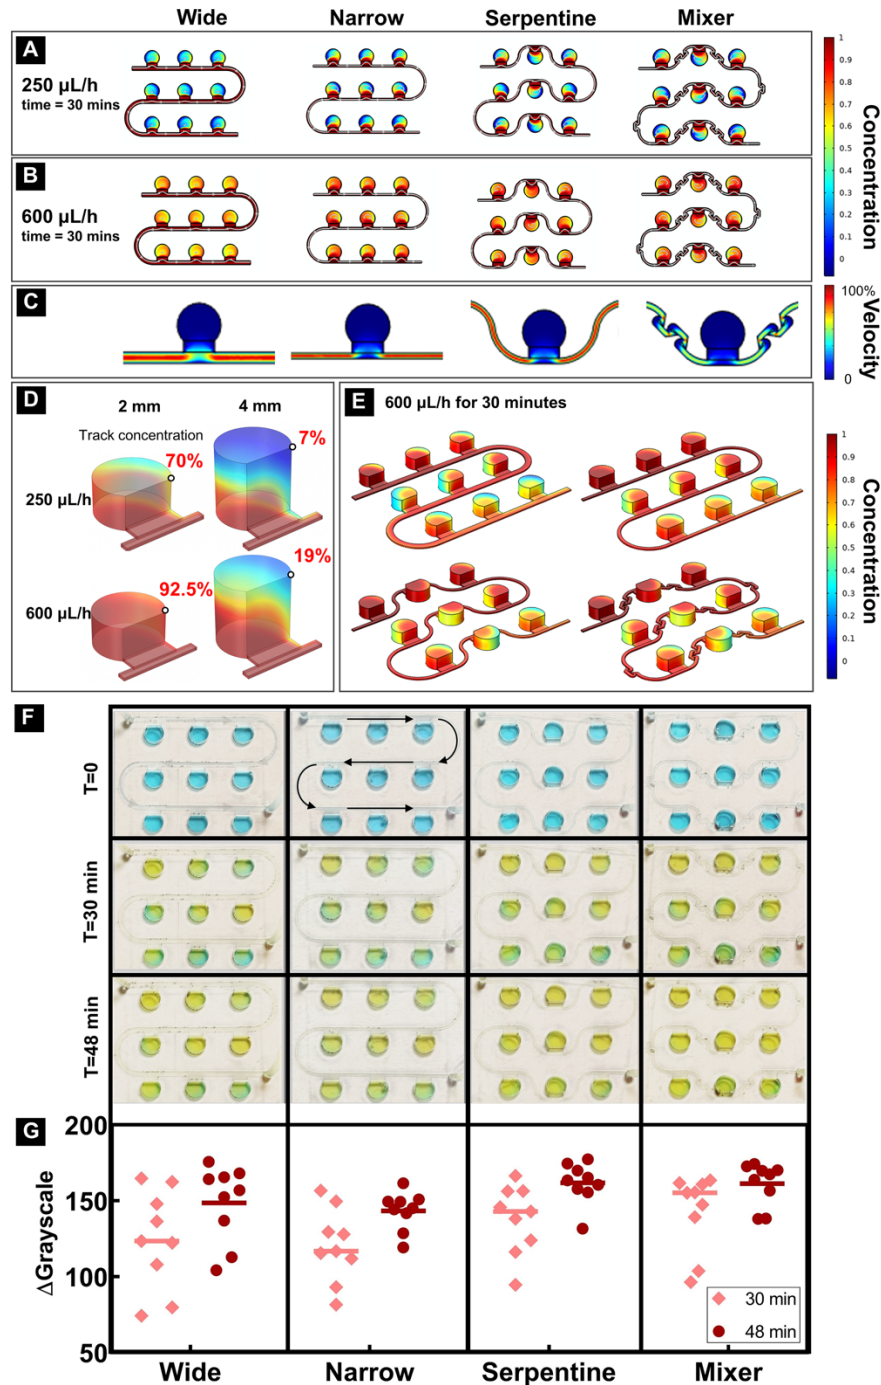 Wide Narrow Serpentine Mixer
A
250 µL/h
time = 30 mins
1
0.9
0.8
0.7
0.6
0.5
0.4
0.3
0.2
0.1
0
Concentration
B
600 µL/h
time = 30 mins
C
100%
0
Velocity
D
2 mm 4 mm
Track concentration
70%
7%
250 µL/h
92.5%
19%
600 µL/h
E
600 µL/h for 30 minutes
1
0.9
0.8
0.7
0.6
0.5
0.4
0.3
0.2
0.1
0
Concentration
F
T=0
T=30 min
T=48 min
G
200
150
100
50
ΔGrayscale
30 min
48 min
Wide Narrow Serpentine Mixer